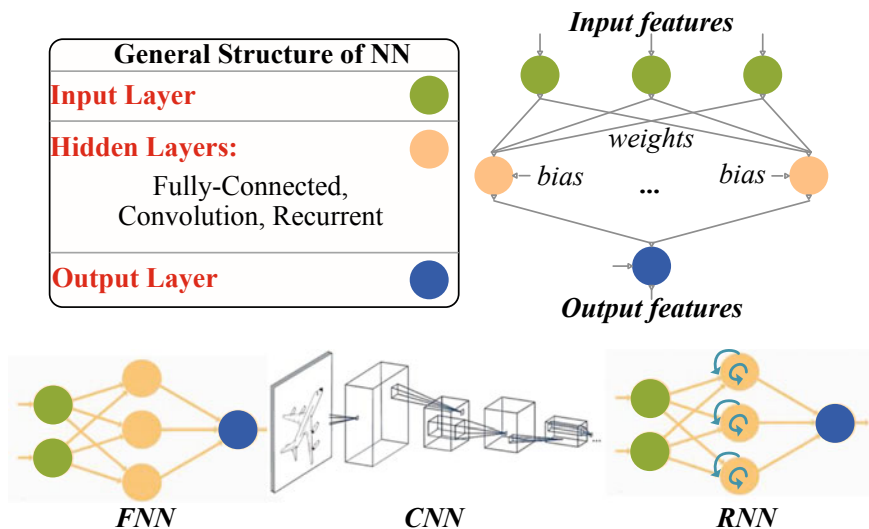 General Structure of NN
Input Layer
Hidden Layers:
Fully-Connected,
Convolution, Recurrent
Output Layer
Input features
weights
bias
...
bias
Output features
...
FNN
CNN
RNN